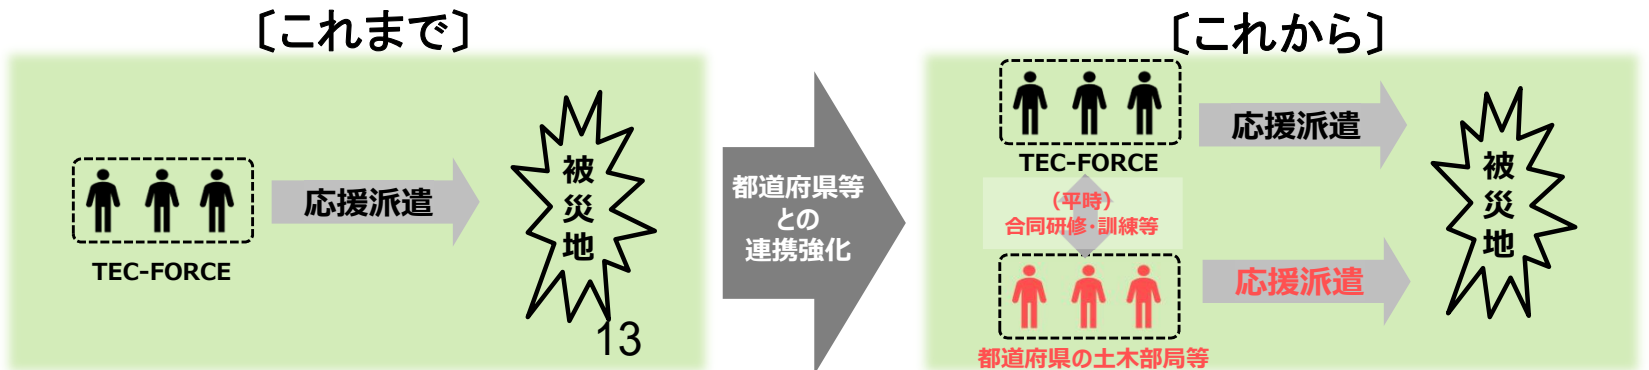 〔これまで〕
TEC-FORCE
応援派遣
被災地
13
都道府県等
との
連携強化
〔これから〕
TEC-FORCE
応援派遣
(平時)
合同研修・訓練等
都道府県の土木部局等
応援派遣
被災地